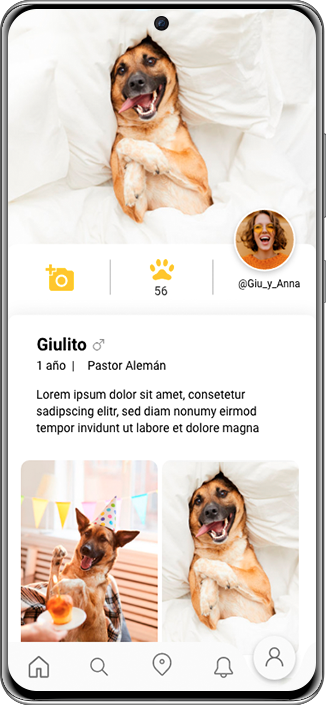 56
@Giu_y_Anna
Giulito ♂
1 año | Pastor Alemán
Lorem ipsum dolor sit amet, consetetur
sadipscing elitr, sed diam nonumy eirmod
tempor invidunt ut labore et dolore magna